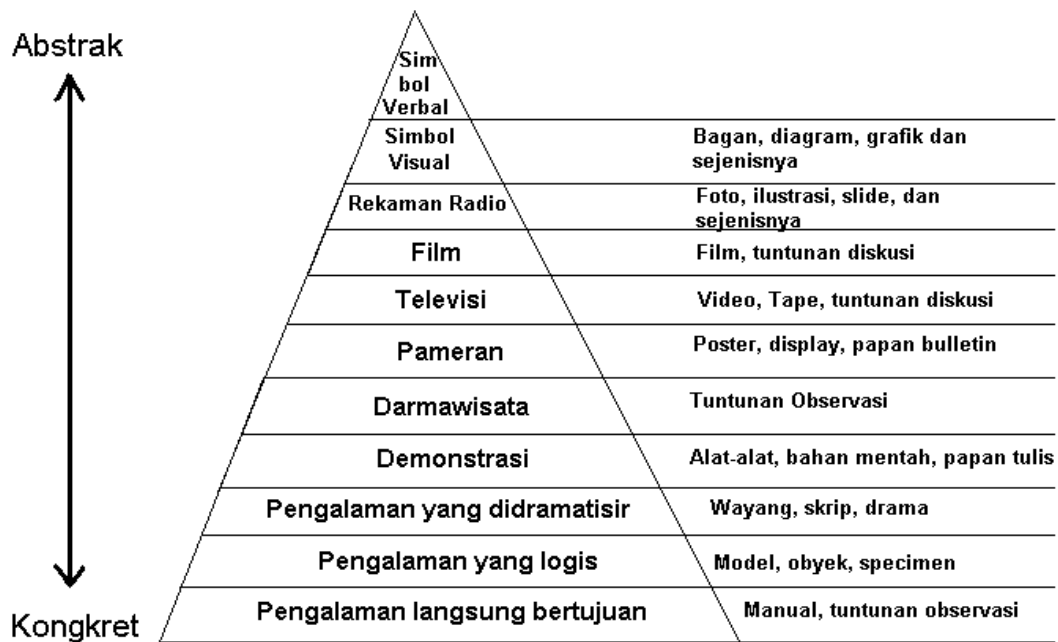 Abstrak
Sim
bol
Verbal
Simbol
Visual
Bagan, diagram, grafik dan
sejenisnya
Rekaman Radio
Foto, ilustrasi, slide, dan
sejenisnya
Film
Film, tuntunan diskusi
Televisi
Video, Tape, tuntunan diskusi
Pameran
Poster, display, papan bulletin
Darmawisata
Tuntunan Observasi
Demonstrasi
Alat-alat, bahan mentah, papan tulis
Pengalaman yang didramatisir
Wayang, skrip, drama
Pengalaman yang logis
Model, obyek, specimen
Kongkret
Pengalaman langsung bertujuan
Manual, tuntunan observasi